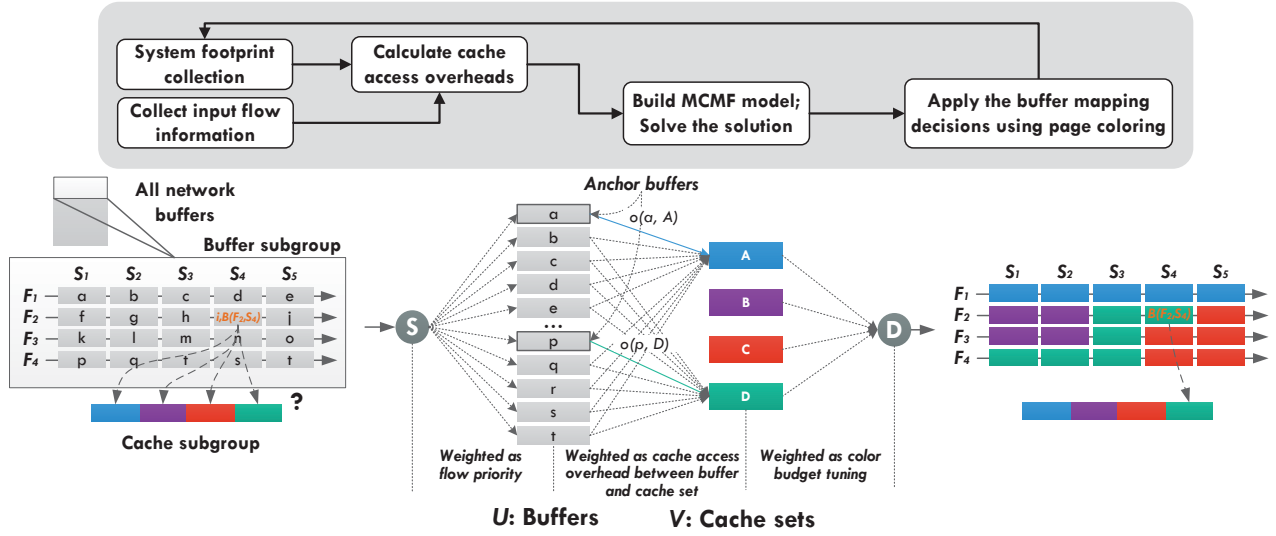 System footprint
collection
Calculate cache
access overheads
Collect input flow
information
Build MCMF model;
Solve the solution
Apply the buffer mapping
decisions using page coloring
All network
buffers
Buffer subgroup
S1 S2 S3 S4 S5
F1 a b c d e
F2 f g h i,B(F2,S4) j
F3 k l m n o
F4 p q t s t
?
Cache subgroup
Anchor buffers
o(a, A)
o(p, D)
S
a
b
c
d
e
...
p
q
r
s
t
A
B
C
D
D
Weighted as
flow priority
Weighted as cache access
overhead between buffer
and cache set
Weighted as color
budget tuning
U: Buffers
V: Cache sets
S1 S2 S3 S4 S5
F1
F2 B(F2,S4)
F3
F4